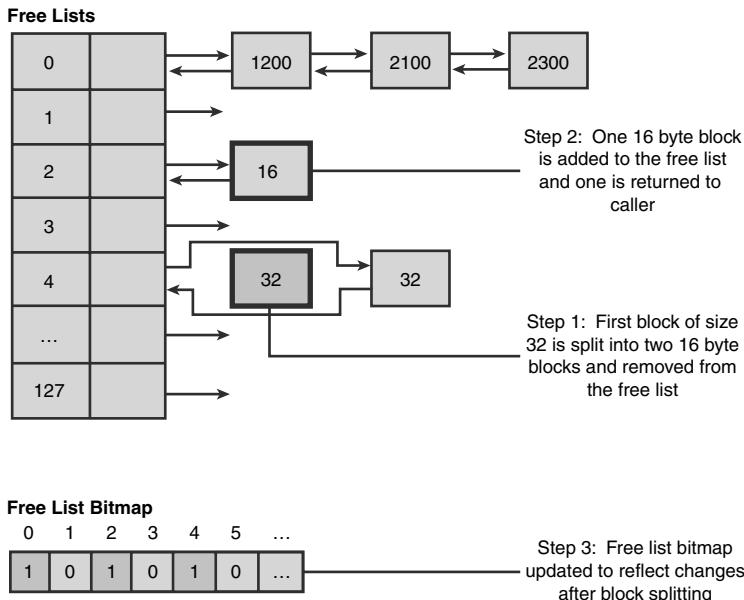 Free Lists
0
1200
2100
2300
1
2
16
Step 2: One 16 byte block
is added to the free list
and one is returned to
caller
3
4
32
32
...
Step 1: First block of size
32 is split into two 16 byte
blocks and removed from
the free list
127
Free List Bitmap
0 1 2 3 4 5 ...
1 0 1 0 1 0 ...
Step 3: Free list bitmap
updated to reflect changes
after block splitting